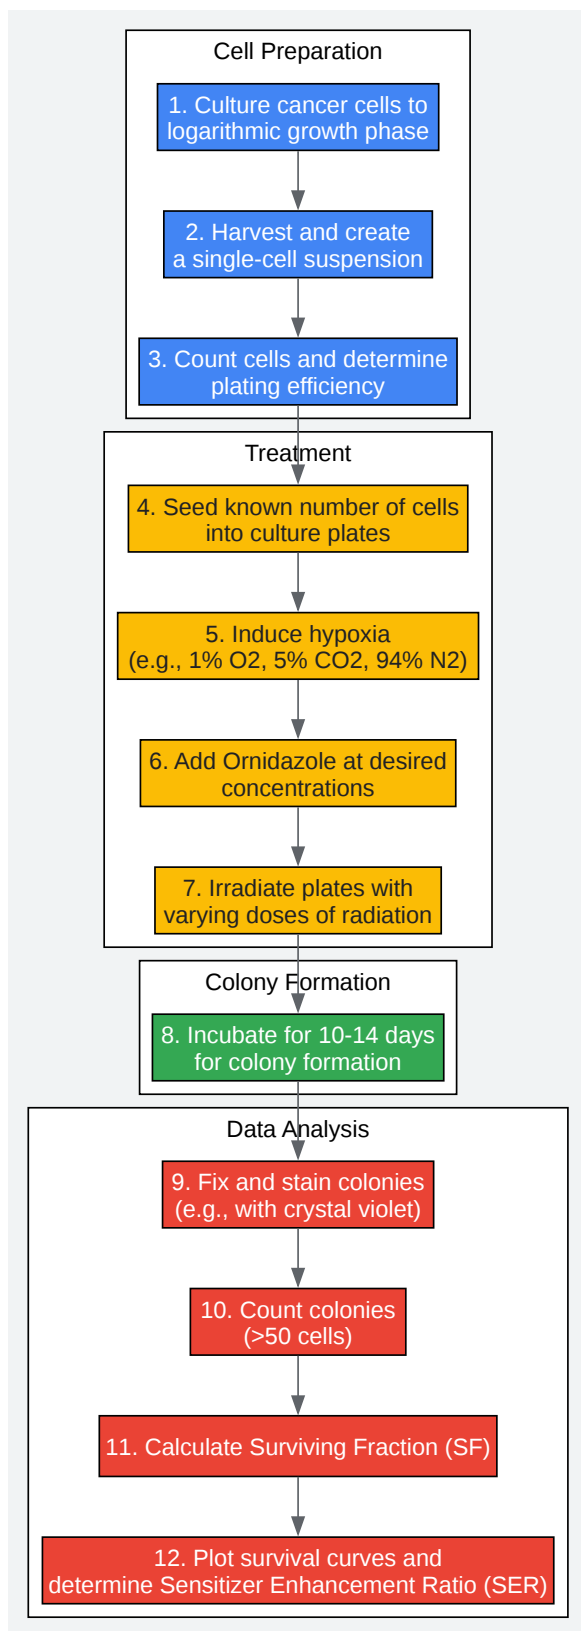 Cell Preparation
1. Culture cancer cells to
logarithmic growth phase
2. Harvest and create
a single-cell suspension
3. Count cells and determine
plating efficiency
Treatment
4. Seed known number of cells
into culture plates
5. Induce hypoxia
(e.g., 1% O2, 5% CO2, 94% N2)
6. Add Ornidazole at desired
concentrations
7. Irradiate plates with
varying doses of radiation
Colony Formation
8. Incubate for 10-14 days
for colony formation
Data Analysis
9. Fix and stain colonies
(e.g., with crystal violet)
10. Count colonies
(>50 cells)
11. Calculate Surviving Fraction (SF)
12. Plot survival curves and
determine Sensitizer Enhancement Ratio (SER)